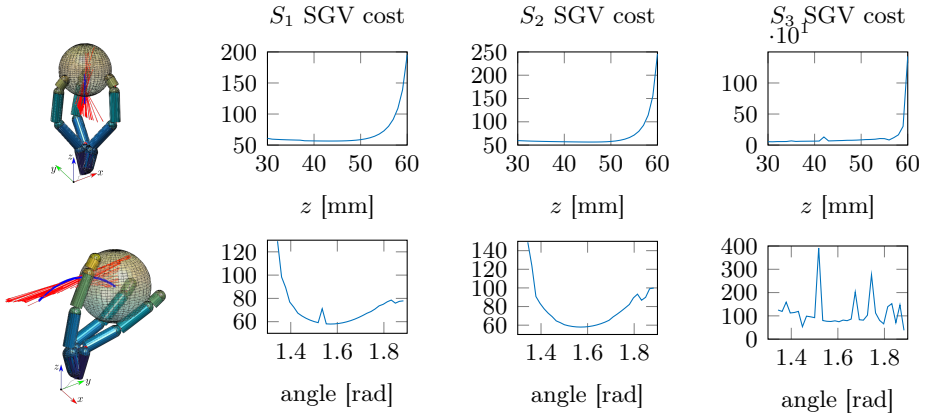 S₁ SGV cost
S₂ SGV cost
S₃ SGV cost
·10¹
200
150
100
50
30 40 50 60
z [mm]
250
200
150
100
50
30 40 50 60
z [mm]
100
50
0
30 40 50 60
z [mm]
z
y
x
120
100
80
60
1.4 1.6 1.8
angle [rad]
140
120
100
80
60
1.4 1.6 1.8
angle [rad]
400
300
200
100
0
1.4 1.6 1.8
angle [rad]
z
y
x